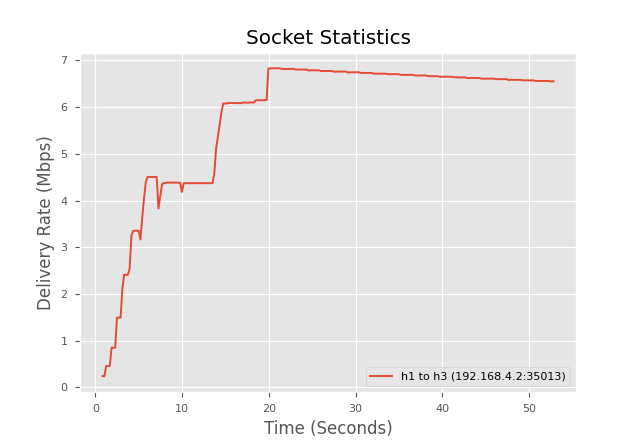 Socket Statistics
Delivery Rate (Mbps)
7
6
5
4
3
2
1
0
h1 to h3 (192.168.4.2:35013)
0 10 20 30 40 50
Time (Seconds)